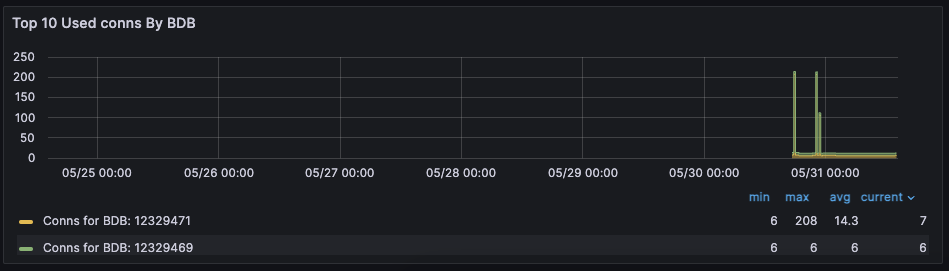 Top 10 Used conns By BDB
250
200
150
100
50
0
05/25 00:00 05/26 00:00 05/27 00:00 05/28 00:00 05/29 00:00 05/30 00:00 05/31 00:00
min max avg current
Conns for BDB: 12329471 6 208 14.3 7
Conns for BDB: 12329469 6 6 6 6